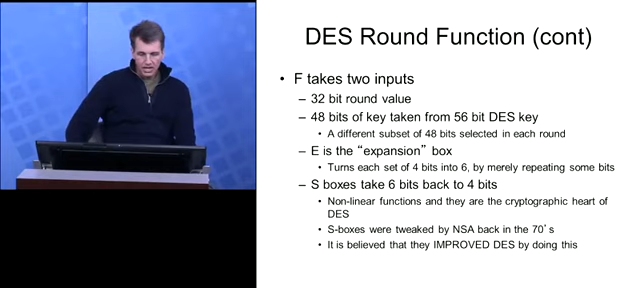 DES Round Function (cont)
• F takes two inputs
– 32 bit round value
– 48 bits of key taken from 56 bit DES key
• A different subset of 48 bits selected in each round
– E is the “expansion” box
• Turns each set of 4 bits into 6, by merely repeating some bits
– S boxes take 6 bits back to 4 bits
• Non-linear functions and they are the cryptographic heart of
DES
• S-boxes were tweaked by NSA back in the 70’s
• It is believed that they IMPROVED DES by doing this